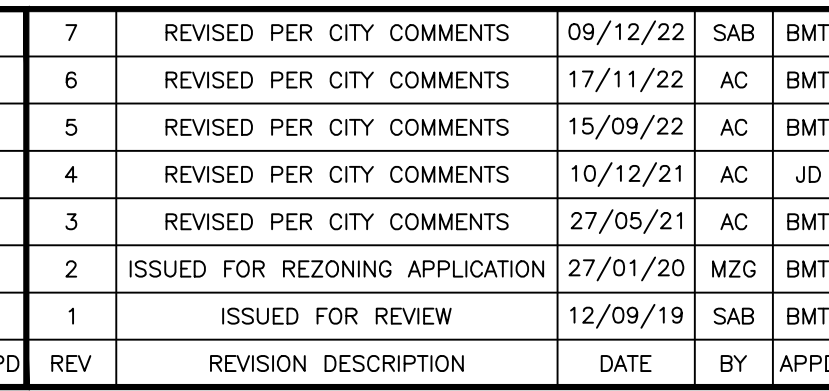 7 REVISED PER CITY COMMENTS 09/12/22 SAB BMT
6 REVISED PER CITY COMMENTS 17/11/22 AC BMT
5 REVISED PER CITY COMMENTS 15/09/22 AC BMT
4 REVISED PER CITY COMMENTS 10/12/21 AC JD
3 REVISED PER CITY COMMENTS 27/05/21 AC BMT
2 ISSUED FOR REZONING APPLICATION 27/01/20 MZG BMT
1 ISSUED FOR REVIEW 12/09/19 SAB BMT
PD REV REVISION DESCRIPTION DATE BY APPD